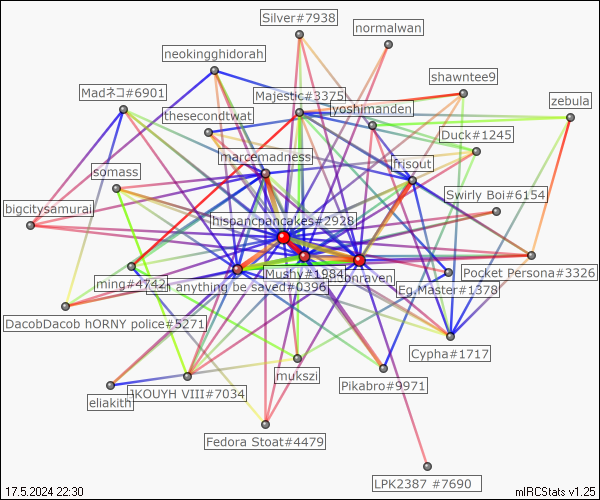 Silver#7938
normalwan
neokingghidorah
shawntee9
Madネコ#6901
Majestic#3375
yoshimanden
zebula
thesecondtwat
Duck#1245
marcemadness
frisout
somass
Swirly Boi#6154
bigcitysamurai
hispancpancakes#2928
Mushy#1984
onraven
Pocket Persona#3326
ming#4742
an anything be saved#0396
Eg.Master#1378
DacobDacob hORNY police#5271
Cypha#1717
mukszi
Pikabro#9971
JKOUYH VIII#7034
eliakith
Fedora Stoat#4479
LPK2387 #7690
17.5.2024 22:30
mIRCStats v1.25